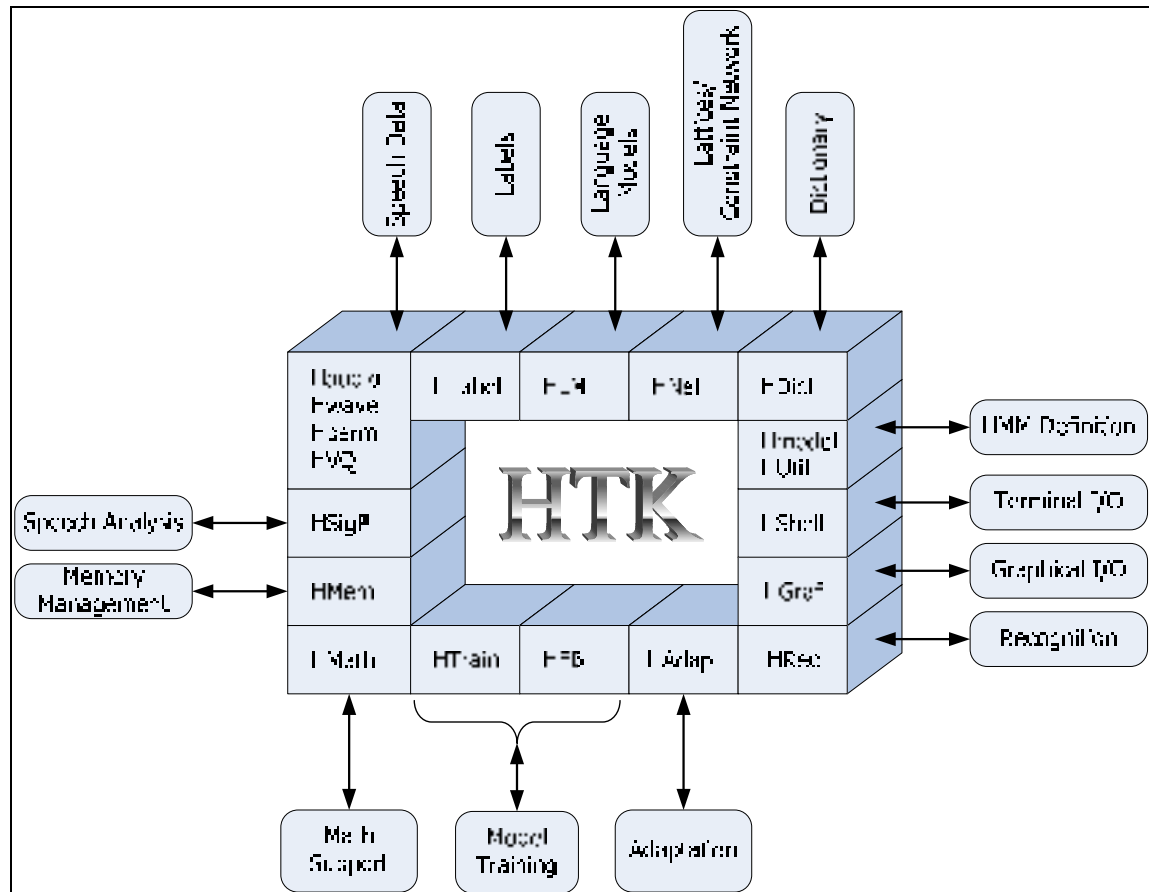 Speech Data
Labels
Language
Models
Lattices/
Constraint Network
Dictionary
Haudio
Hwave
Hparm
HVQ
HLabel
HLM
HNet
HDict
Hmodel
HUtil
HMM Definition
HTK
Speech Analysis
HSigP
HShell
Terminal I/O
Memory
Management
HMem
HGraf
Graphical I/O
HMath
HTrain
HFB
HAdap
HRec
Recognition
Math
Support
Model
Training
Adaptation